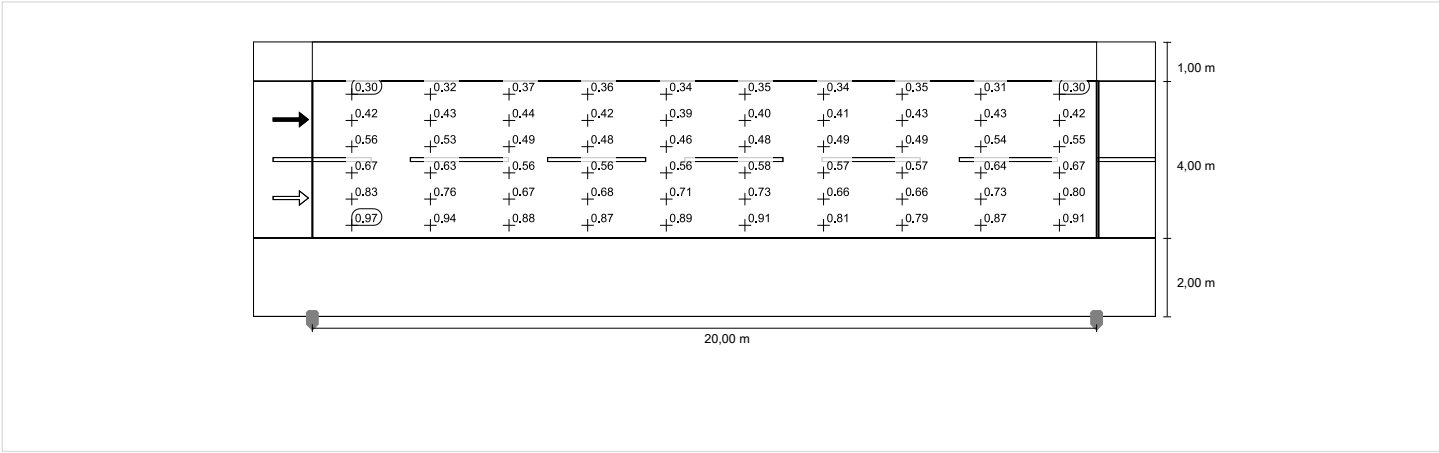 1,00 m
0.30 0.32 0.37 0.36 0.34 0.35 0.34 0.35 0.31 0.30
0.42 0.43 0.44 0.42 0.39 0.40 0.41 0.43 0.43 0.42
0.56 0.53 0.49 0.48 0.46 0.48 0.49 0.49 0.54 0.55
4,00 m
0.67 0.63 0.56 0.56 0.56 0.58 0.57 0.57 0.64 0.67
0.83 0.76 0.67 0.68 0.71 0.73 0.66 0.66 0.73 0.80
0.97 0.94 0.88 0.87 0.89 0.91 0.81 0.79 0.87 0.91
2,00 m
20,00 m